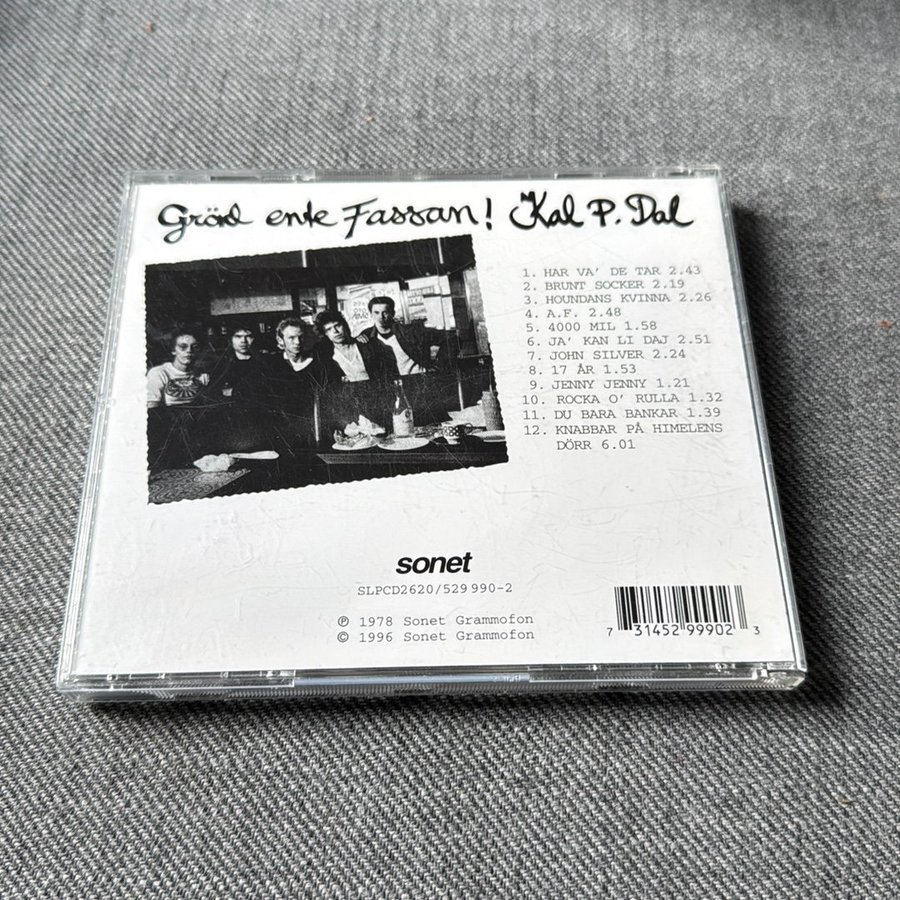 Gröd ente Fassan! Kal P. Dal
1. HAR VA' DE TAR 2.43
2. BRUNT SOCKER 2.19
3. HOUNDANS KVINNA 2.26
4. A.F. 2.48
5. 4000 MIL 1.58
6. JA' KAN LI DAJ 2.51
7. JOHN SILVER 2.24
8. 17 ÅR 1.53
9. JENNY JENNY 1.21
10. ROCKA O' RULLA 1.32
11. DU BARA BANKAR 1.39
12. KNABBAR PÅ HIMELENS
DÖRR 6.01
sonet
SLPCD2620/529 990-2
℗ 1978 Sonet Grammofon
© 1996 Sonet Grammofon
7 31452 99902 3